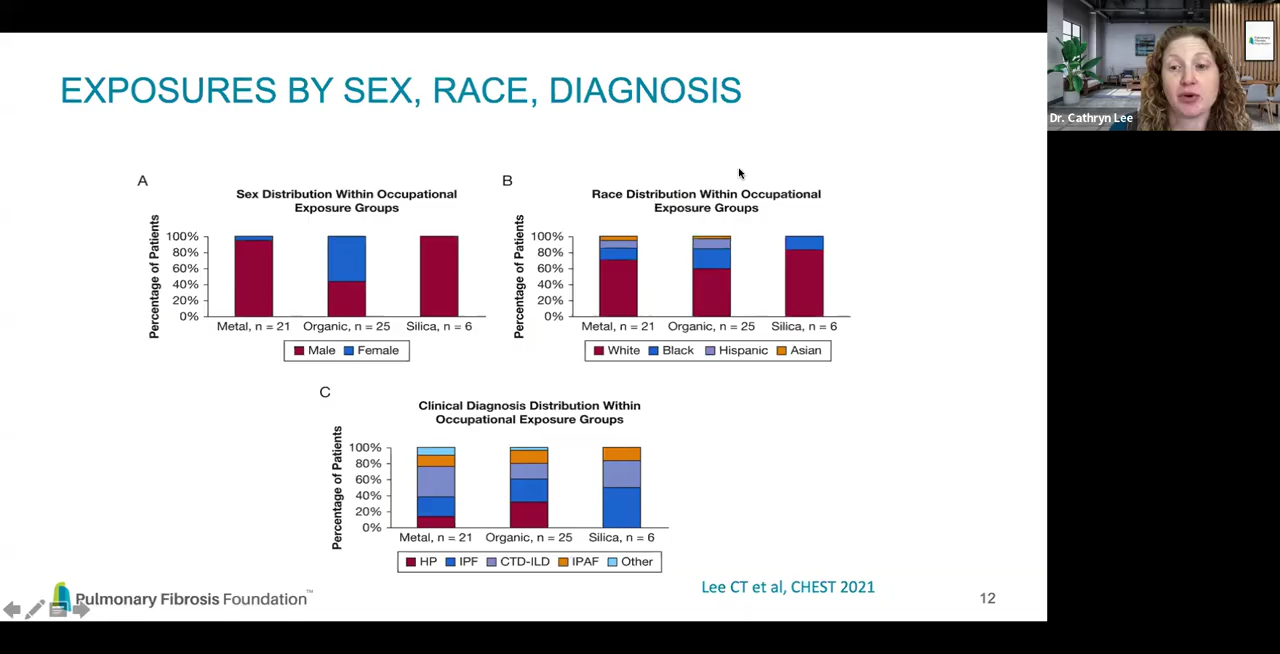 EXPOSURES BY SEX, RACE, DIAGNOSIS
Dr. Cathryn Lee
Pulmonary
Fibrosis
Foundation
A
Sex Distribution Within Occupational
Exposure Groups
Percentage of Patients
100%
80%
60%
40%
20%
0%
Metal, n = 21 Organic, n = 25 Silica, n = 6
Male Female
B
Race Distribution Within Occupational
Exposure Groups
Percentage of Patients
100%
80%
60%
40%
20%
0%
Metal, n = 21 Organic, n = 25 Silica, n = 6
White Black Hispanic Asian
C
Clinical Diagnosis Distribution Within
Occupational Exposure Groups
Percentage of Patients
100%
80%
60%
40%
20%
0%
Metal, n = 21 Organic, n = 25 Silica, n = 6
HP IPF CTD-ILD IPAF Other
Lee CT et al, CHEST 2021
Pulmonary Fibrosis Foundation™
12